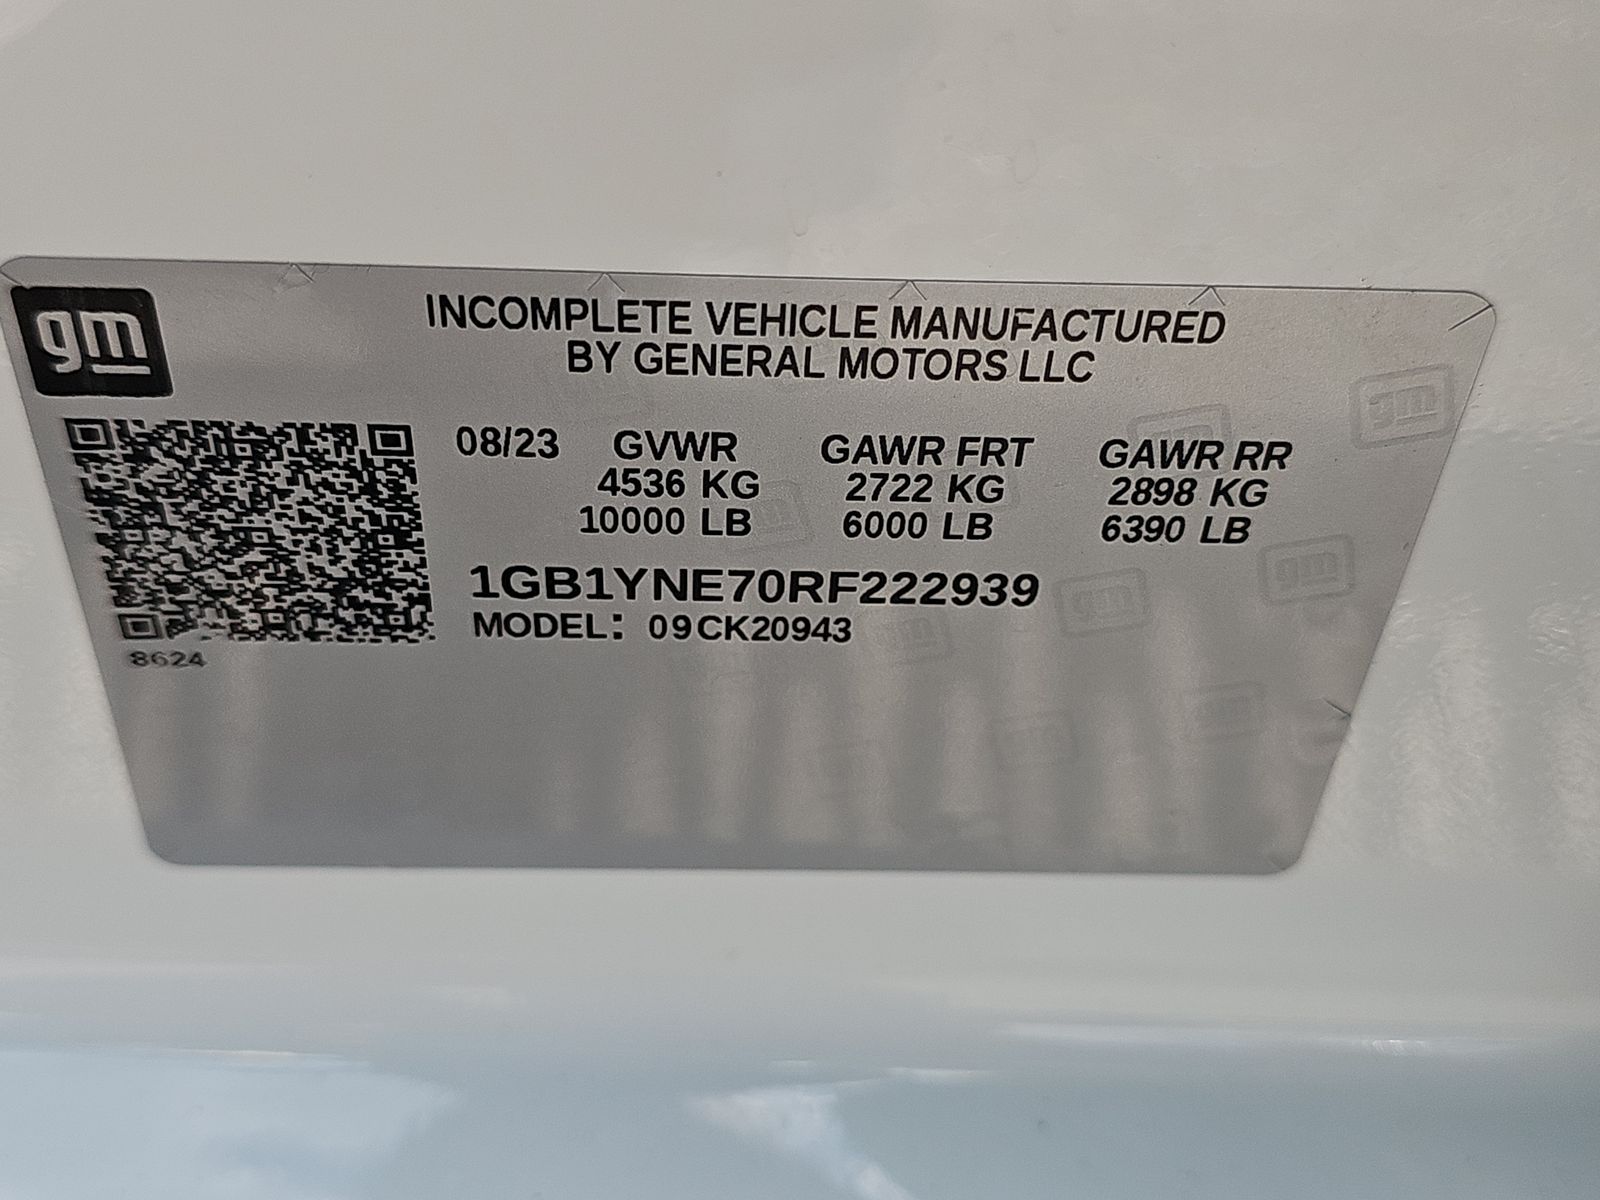 gm
INCOMPLETE VEHICLE MANUFACTURED
BY GENERAL MOTORS LLC
08/23 GVWR GAWR FRT GAWR RR
4536 KG 2722 KG 2898 KG
10000 LB 6000 LB 6390 LB
1GB1YNE70RF222939
MODEL: 09CK20943
8624